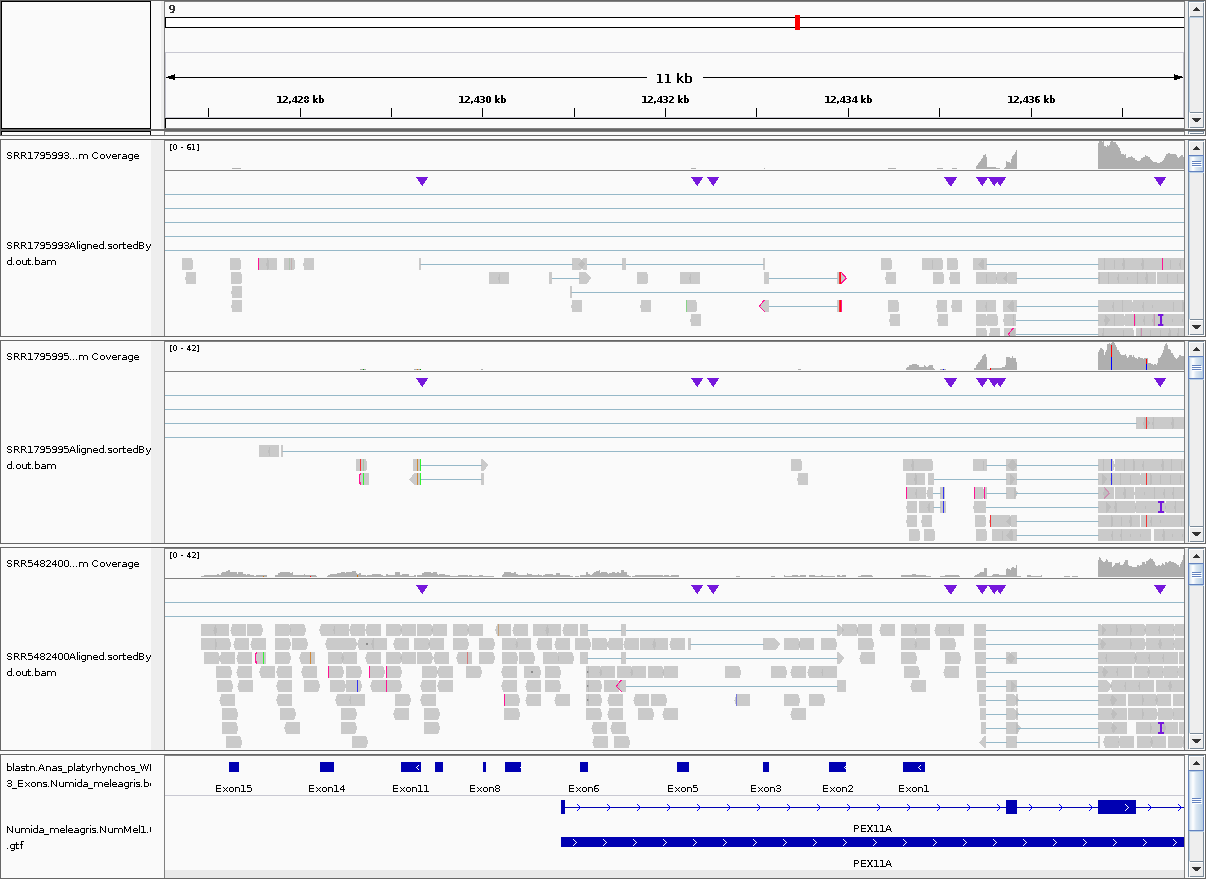 9
11 kb
12,428 kb 12,430 kb 12,432 kb 12,434 kb 12,436 kb
SRR1795993...m Coverage
[0 - 61]
SRR1795993Aligned.sortedBy
d.out.bam
SRR1795995...m Coverage
[0 - 42]
SRR1795995Aligned.sortedBy
d.out.bam
SRR5482400...m Coverage
[0 - 42]
SRR5482400Aligned.sortedBy
d.out.bam
blastn.Anas_platyrhynchos_WI
3_Exons.Numida_meleagris.b
Exon15 Exon14 Exon11 Exon8 Exon6 Exon5 Exon3 Exon2 Exon1
PEX11A
Numida_meleagris.NumMel1.
.gtf
PEX11A